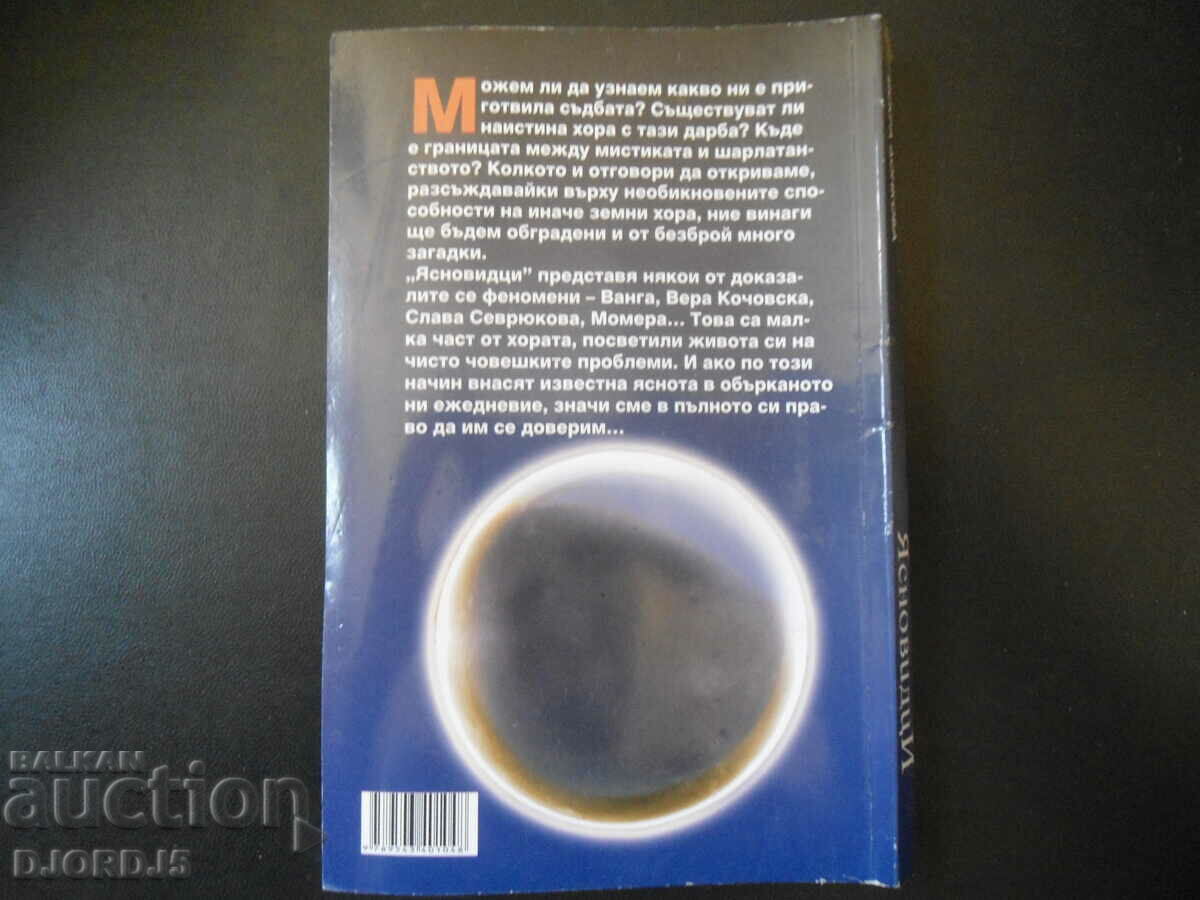 Можем ли да узнаем какво ни е при-
готвила съдбата? Съществуват ли
наистина хора с тази дарба? Къде
е границата между мистиката и шарлатан-
ството? Колкото и отговори да откриваме,
разсъждавайки върху необикновените спо-
собности на иначе земни хора, ние винаги
ще бъдем обградени и от безброй много
загадки.
„Ясновидци” представя някои от доказа-
лите се феномени – Ванга, Вера Кочовска,
Слава Севрюкова, Момера... Това са мал-
ка част от хората, посветили живота си на
чисто човешките проблеми. И ако по този
начин внасят известна яснота в обърканото
ни ежедневие, значи сме в пълното си пра-
во да им се доверим...
ЯсновидцИ
BALKAN
auction
DJORD_15